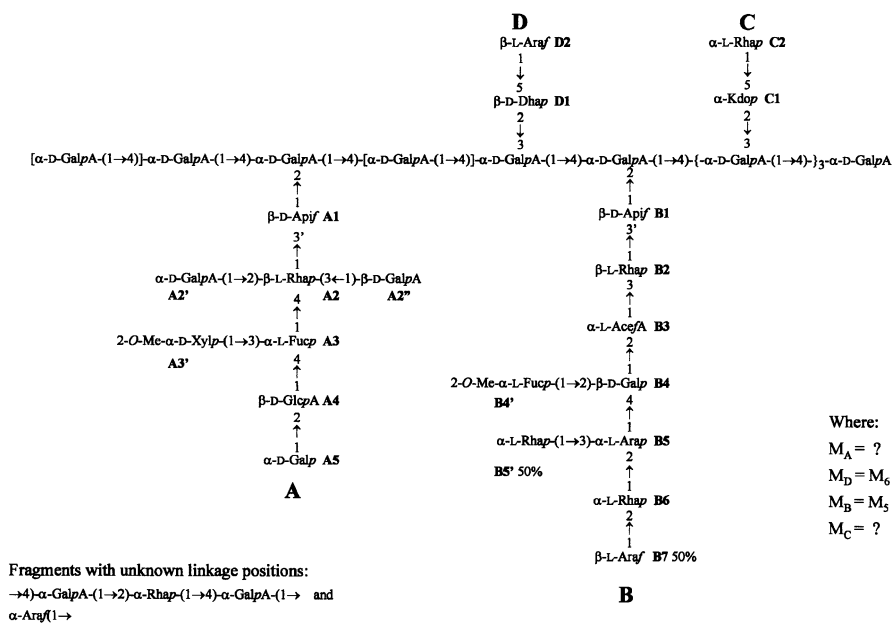 D C
β-L-Araf D2 α-L-Rhap C2
1 1
↓ ↓
5 5
β-D-Dhap D1 α-Kdop C1
2 2
↓ ↓
3 3
[α-D-GalpA-(1→4)]-α-D-GalpA-(1→4)-α-D-GalpA-(1→4)-[α-D-GalpA-(1→4)]-α-D-GalpA-(1→4)-α-D-GalpA-(1→4)-{-α-D-GalpA-(1→4)-}3-α-D-GalpA
2 2
↑ ↑
1 1
β-D-Apif A1 β-D-Apif B1
3' 3'
↑ ↑
1 1
α-D-GalpA-(1→2)-β-L-Rhap-(3←1)-β-D-GalpA β-L-Rhap B2
A2' A2 A2”
4 3
↑ ↑
1 1
2-O-Me-α-D-Xylp-(1→3)-α-L-Fucp A3 α-L-AcefA B3
A3'
4 2
↑ ↑
1 1
β-D-GlcpA A4 2-O-Me-α-L-Fucp-(1→2)-β-D-Galp B4
B4'
2 4
↑ ↑
1 1
α-D-Galp A5 α-L-Rhap-(1→3)-α-L-Arap B5
B5' 50%
A
2
↑
1
α-L-Rhap B6
2
↑
1
β-L-Araf B7 50%
B
Where:
MA = ?
MD = M6
MB = M5
MC = ?
Fragments with unknown linkage positions:
→4)-α-GalpA-(1→2)-α-Rhap-(1→4)-α-GalpA-(1→ and
α-Araf(1→